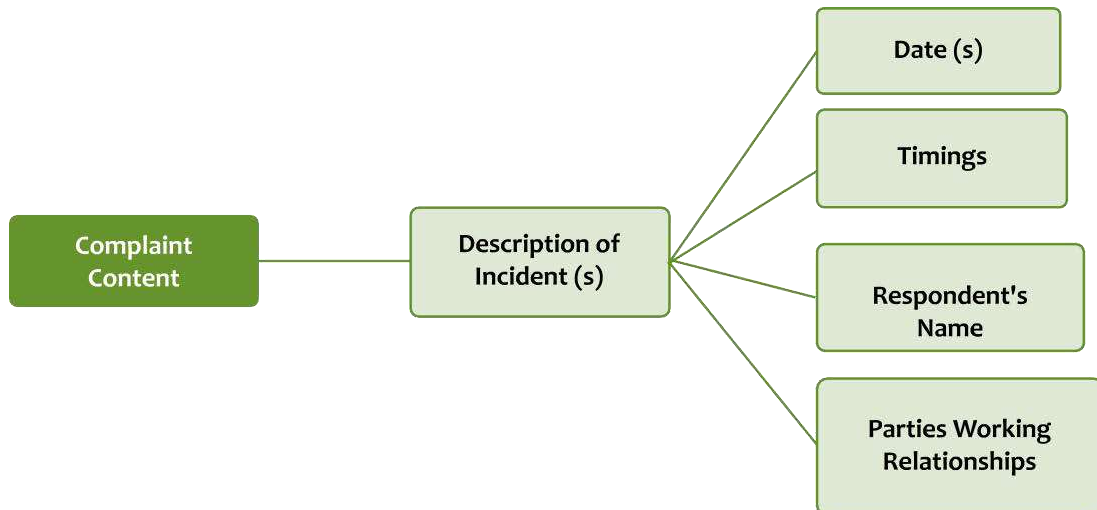 Complaint
Content
Description of
Incident (s)
Date (s)
Timings
Respondent's
Name
Parties Working
Relationships